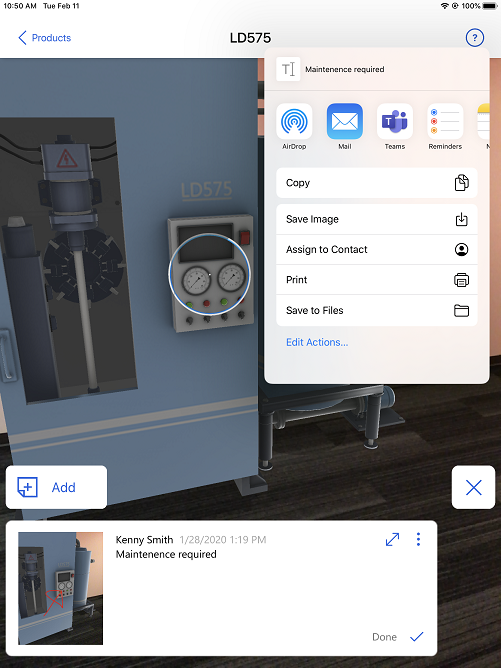 10:50 AM Tue Feb 11
100%
Products
LD575
?
T
Maintenence required
AirDrop
Mail
Teams
Reminders
N
Copy
Save Image
Assign to Contact
Print
Save to Files
Edit Actions...
LD575
Add
Kenny Smith 1/28/2020 1:19 PM
Maintenence required
Done